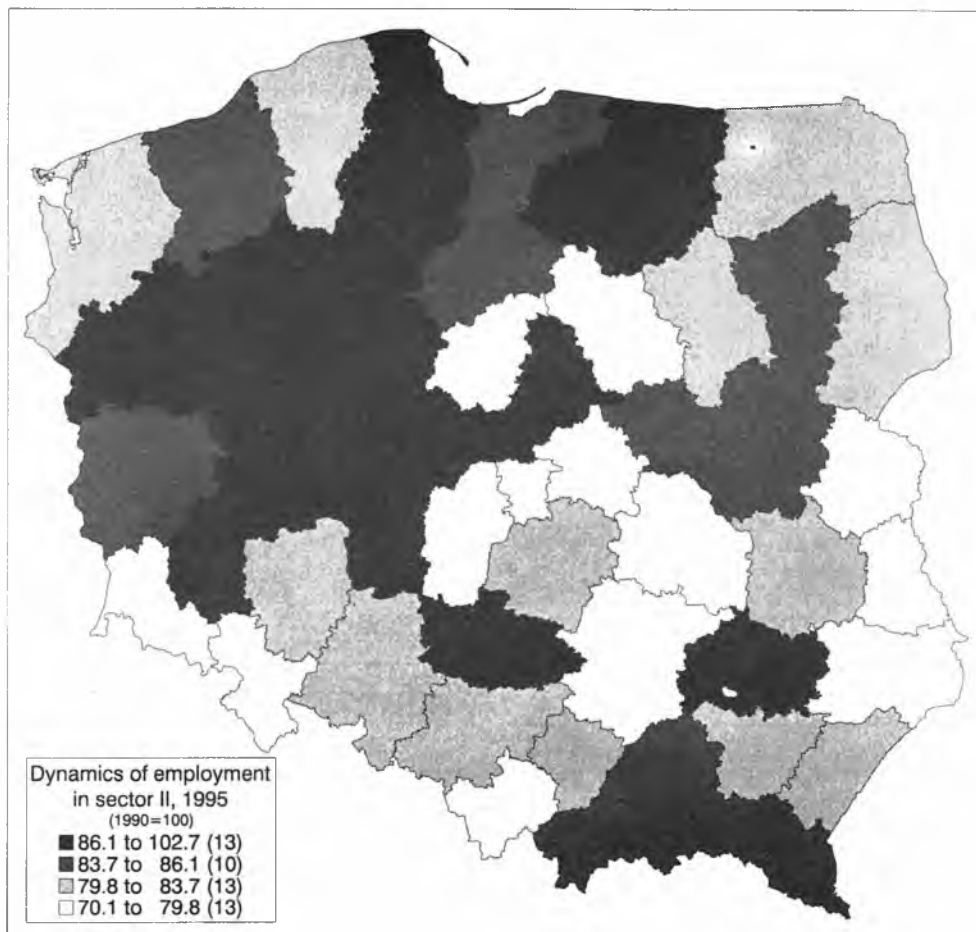 Dynamics of employment
in sector II, 1995
(1990=100)
86.1 to 102.7 (13)
83.7 to 86.1 (10)
79.8 to 83.7 (13)
70.1 to 79.8 (13)